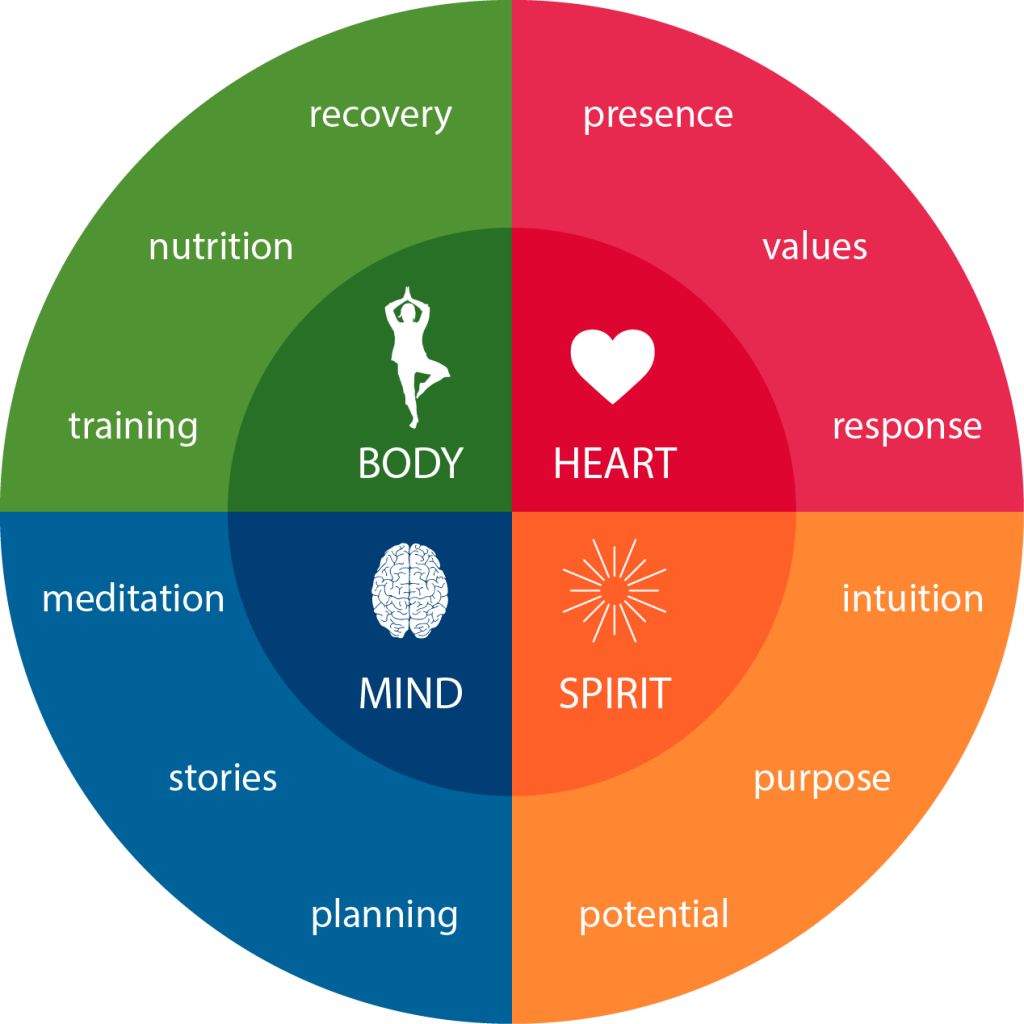 recovery
presence
nutrition
values
training
response
BODY
HEART
meditation
intuition
MIND
SPIRIT
stories
purpose
planning
potential